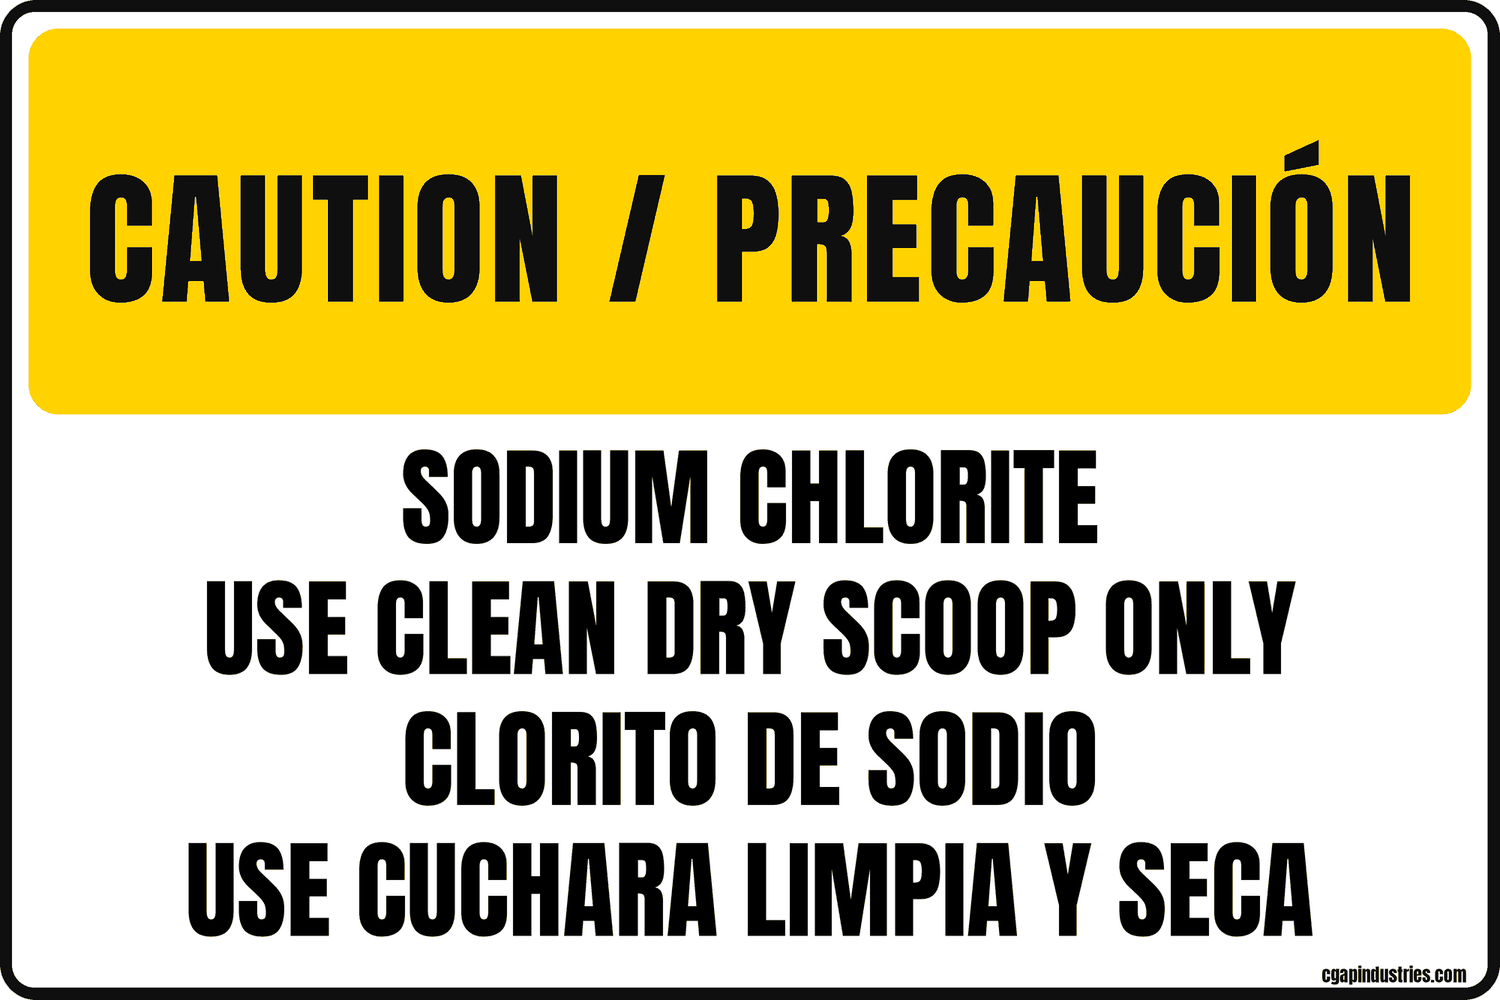 CAUTION / PRECAUCIÓN
SODIUM CHLORITE
USE CLEAN DRY SCOOP ONLY
CLORITO DE SODIO
USE CUCHARA LIMPIA Y SECA
cgapindustries.com